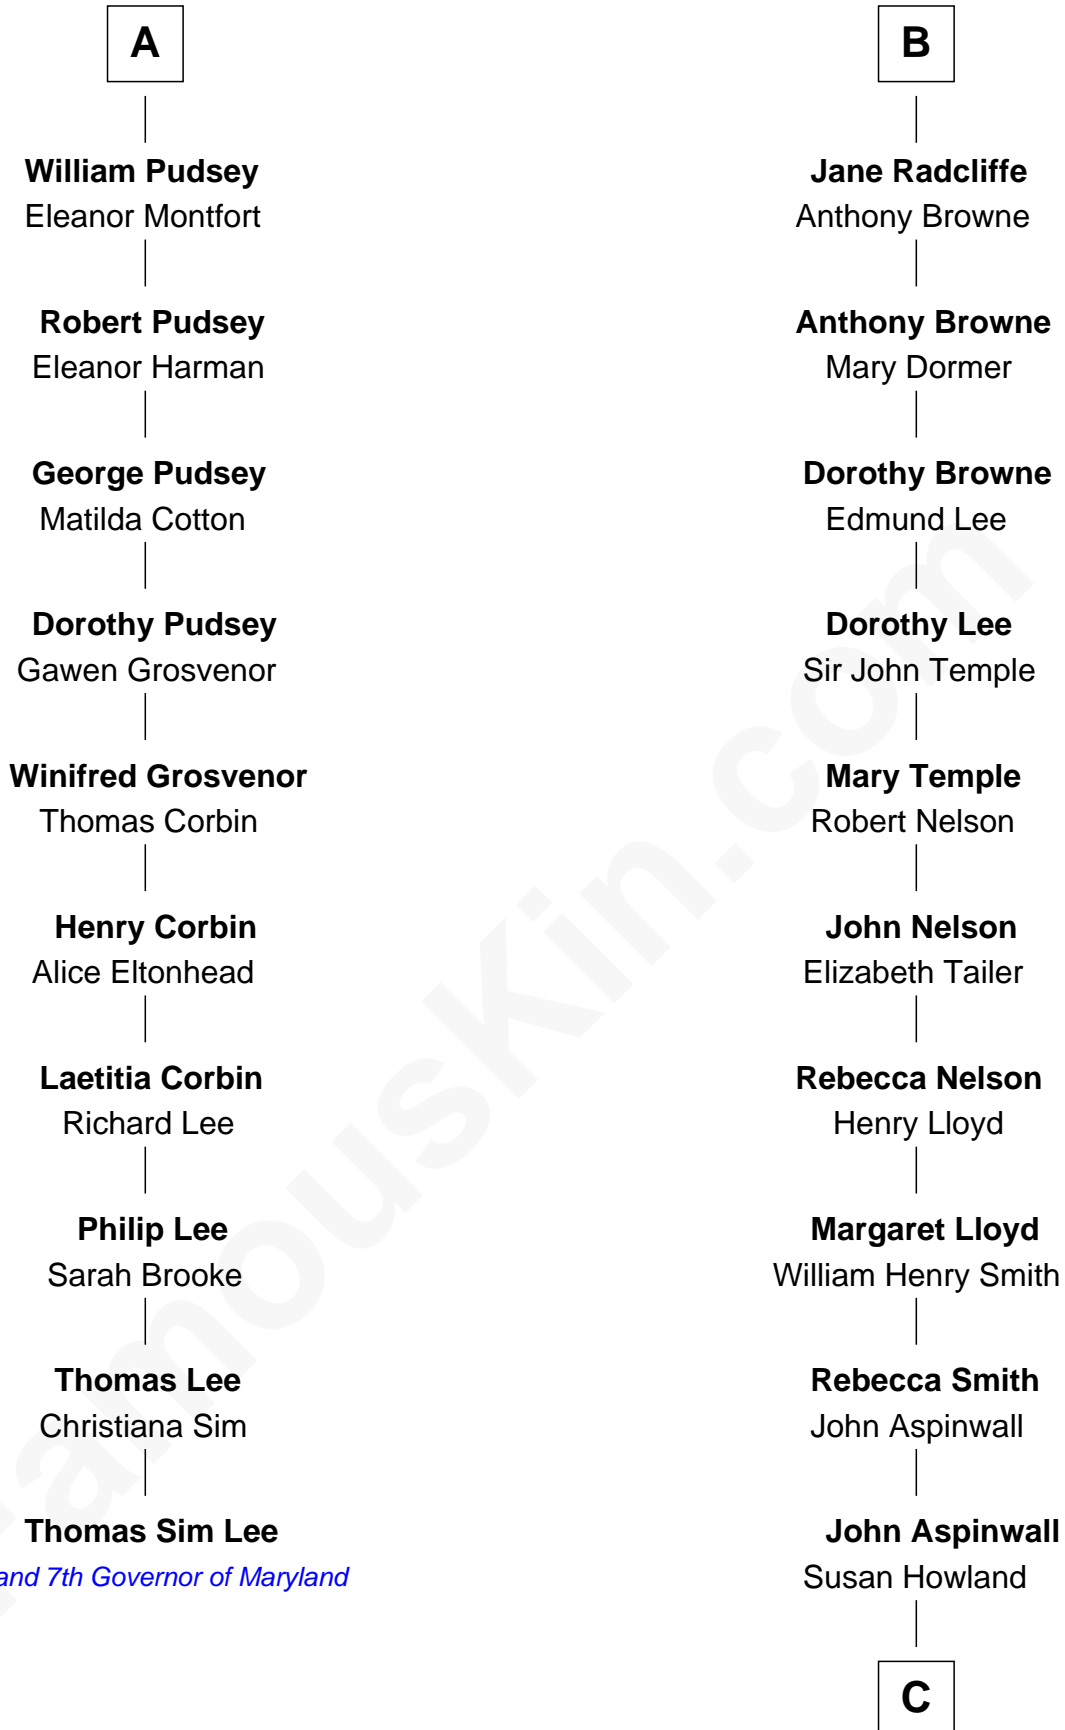 A
William Pudsey
Eleanor Montfort
Robert Pudsey
Eleanor Harman
George Pudsey
Matilda Cotton
Dorothy Pudsey
Gawen Grosvenor
Winifred Grosvenor
Thomas Corbin
Henry Corbin
Alice Eltonhead
Laetitia Corbin
Richard Lee
Philip Lee
Sarah Brooke
Thomas Lee
Christiana Sim
Thomas Sim Lee
and 7th Governor of Maryland
B
Jane Radcliffe
Anthony Browne
Anthony Browne
Mary Dormer
Dorothy Browne
Edmund Lee
Dorothy Lee
Sir John Temple
Mary Temple
Robert Nelson
John Nelson
Elizabeth Tailer
Rebecca Nelson
Henry Lloyd
Margaret Lloyd
William Henry Smith
Rebecca Smith
John Aspinwall
John Aspinwall
Susan Howland
C
FamousKin.com